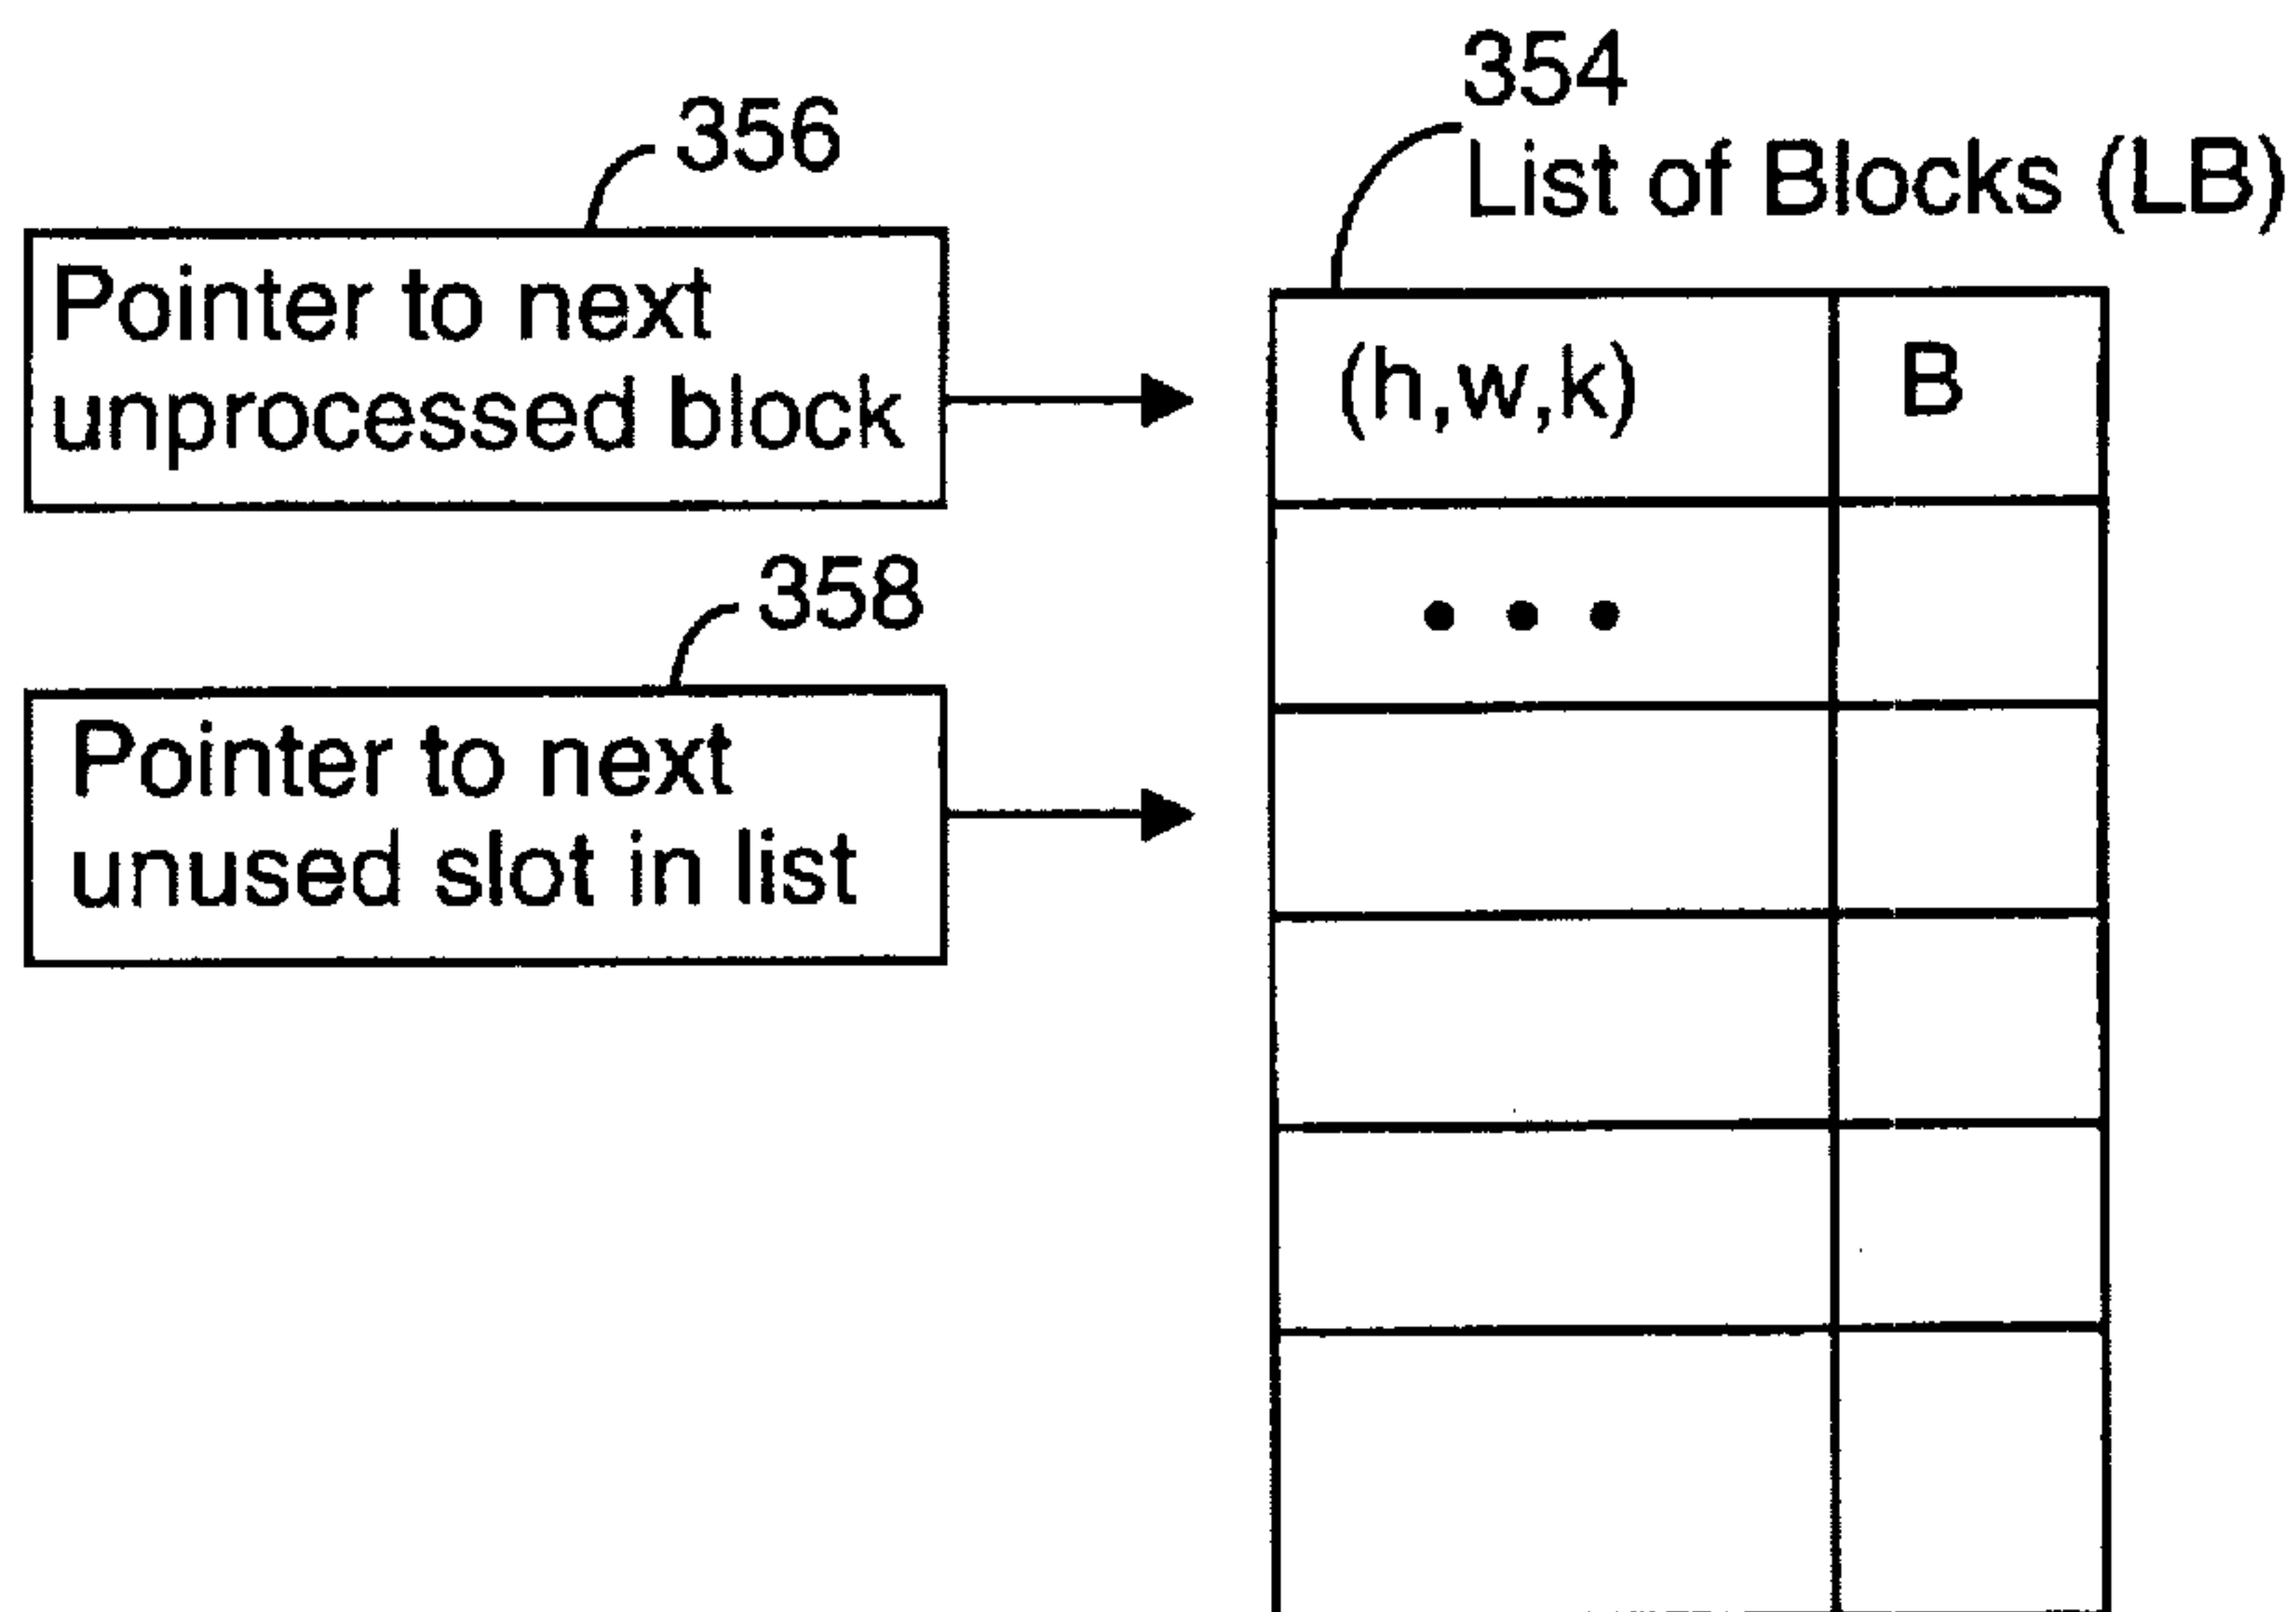 354
List of Blocks (LB)
356
Pointer to next
unprocessed block
(h,w,k) B
• • •
358
Pointer to next
unused slot in list